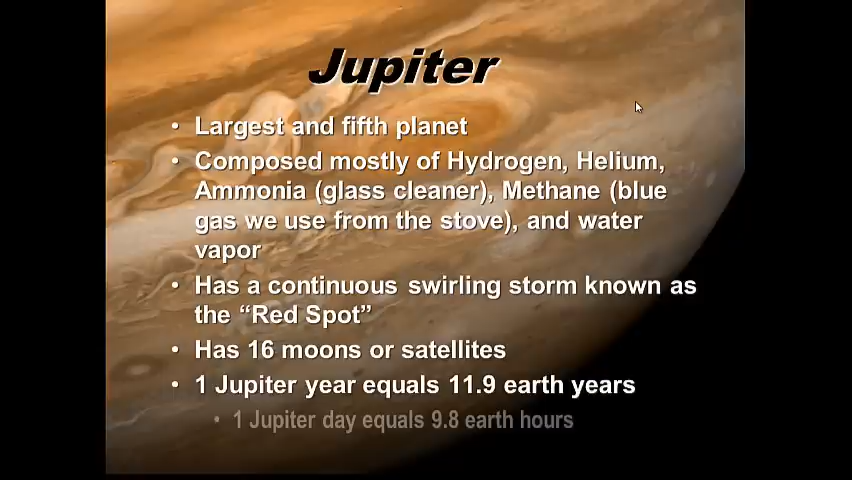 Jupiter
• Largest and fifth planet
• Composed mostly of Hydrogen, Helium,
Ammonia (glass cleaner), Methane (blue
gas we use from the stove), and water
vapor
• Has a continuous swirling storm known as
the “Red Spot”
• Has 16 moons or satellites
• 1 Jupiter year equals 11.9 earth years
• 1 Jupiter day equals 9.8 earth hours